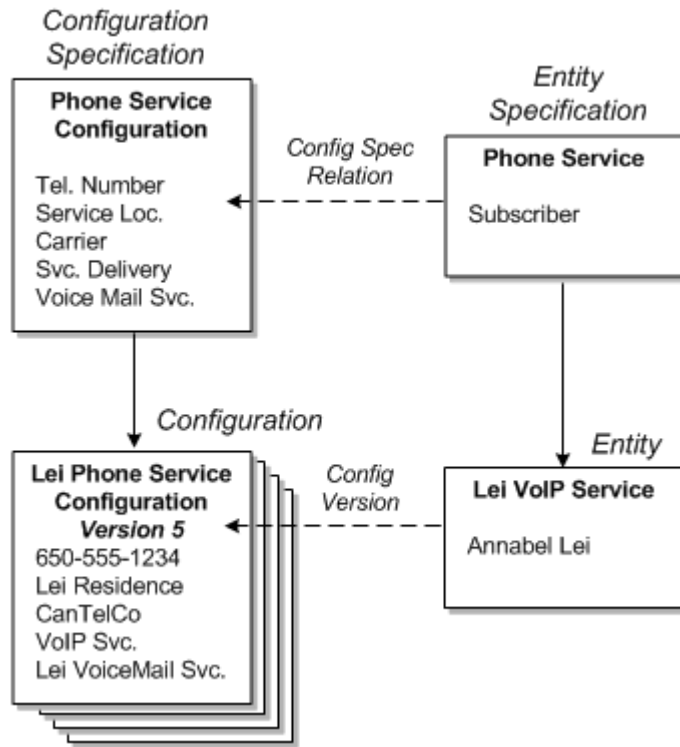 Configuration
Specification
Phone Service
Configuration
Tel. Number
Service Loc.
Carrier
Svc. Delivery
Voice Mail Svc.
Config Spec
Relation
Entity
Specification
Phone Service
Subscriber
Configuration
Lei Phone Service
Configuration
Version 5
650-555-1234
Lei Residence
CanTelCo
VoIP Svc.
Lei VoiceMail Svc.
Config
Version
Entity
Lei VoIP Service
Annabel Lei